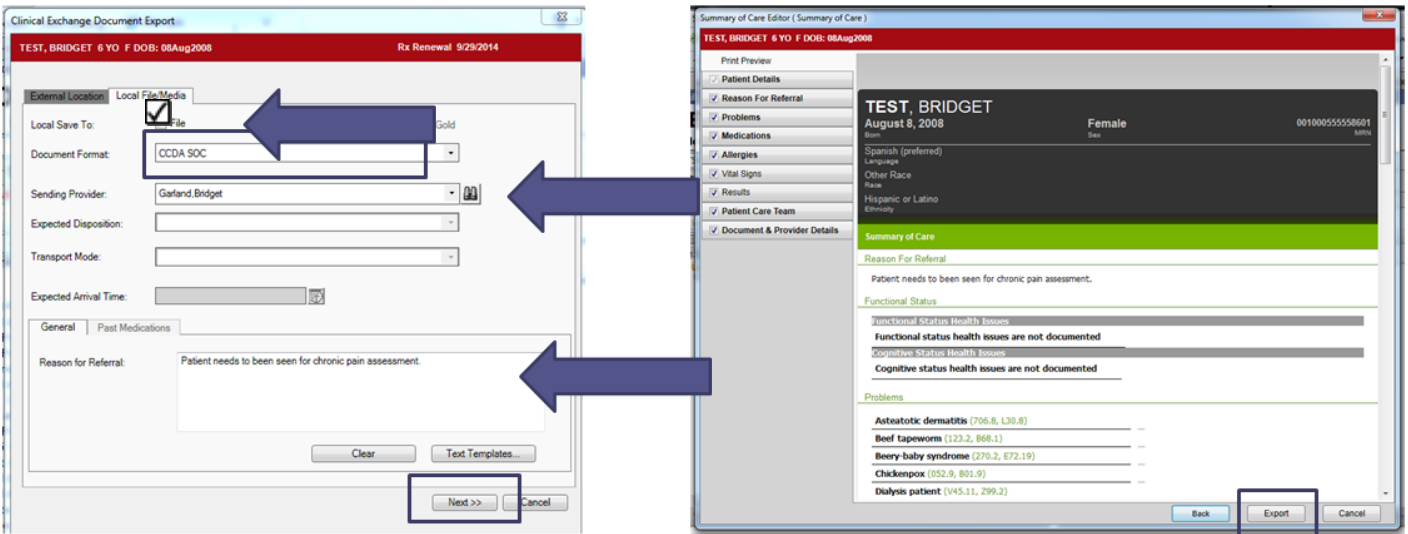 Clinical Exchange Document Export
TEST, BRIDGET 6 YO F DOB: 08Aug2008 Rx Renewal 9/29/2014
External Location Local File/Media
Local Save To: File Gold
Document Format: CCDA SOC
Sending Provider: Garland,Bridget
Expected Disposition:
Transport Mode:
Expected Arrival Time:
General Past Medications
Reason for Referral: Patient needs to been seen for chronic pain assessment.
Clear Text Templates...
Next >> Cancel
Summary of Care Editor ( Summary of Care )
TEST, BRIDGET 6 YO F DOB: 08Aug2008
Print Preview
Patient Details
Reason For Referral
Problems
Medications
Allergies
Vital Signs
Results
Patient Care Team
Document & Provider Details
TEST, BRIDGET
August 8, 2008 Female 001000555558601
Born Sex MRN
Spanish (preferred)
Language
Other Race
Race
Hispanic or Latino
Ethnicity
Summary of Care
Reason For Referral
Patient needs to been seen for chronic pain assessment.
Functional Status
Functional Status Health Issues
Functional status health issues are not documented
Cognitive Status Health Issues
Cognitive status health issues are not documented
Problems
Asteatotic dermatitis (706.8, L30.8)
Beef tapeworm (123.2, B68.1)
Beery-baby syndrome (270.2, E72.19)
Chickenpox (052.9, B01.9)
Dialysis patient (V45.11, Z99.2)
Back Export Cancel